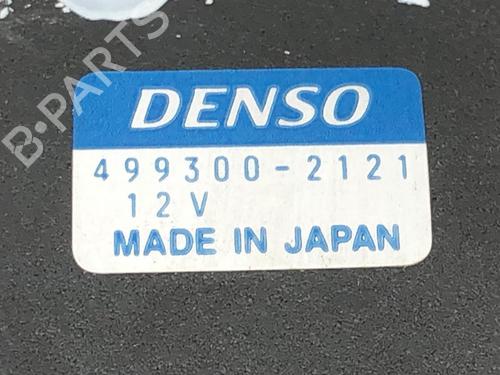 DENSO
499300-2121
12V
MADE IN JAPAN
B-PARTS